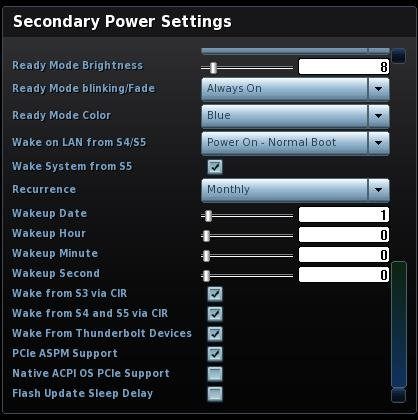 Secondary Power Settings
Ready Mode Brightness 8
Ready Mode blinking/Fade Always On
Ready Mode Color Blue
Wake on LAN from S4/S5 Power On - Normal Boot
Wake System from S5
Recurrence Monthly
Wakeup Date 1
Wakeup Hour 0
Wakeup Minute 0
Wakeup Second 0
Wake from S3 via CIR
Wake from S4 and S5 via CIR
Wake From Thunderbolt Devices
PCIe ASPM Support
Native ACPI OS PCIe Support
Flash Update Sleep Delay